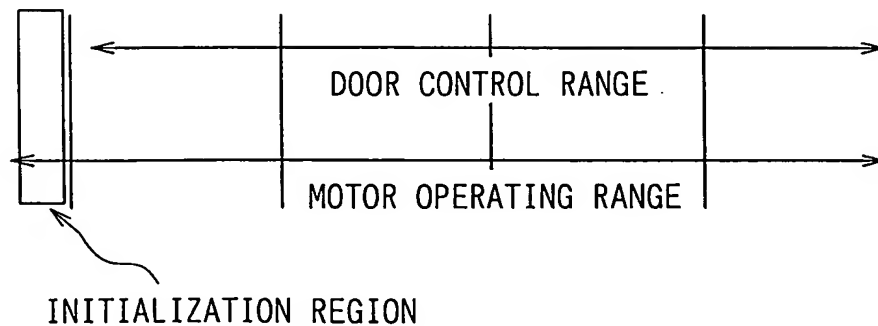 DOOR CONTROL RANGE
MOTOR OPERATING RANGE
INITIALIZATION REGION